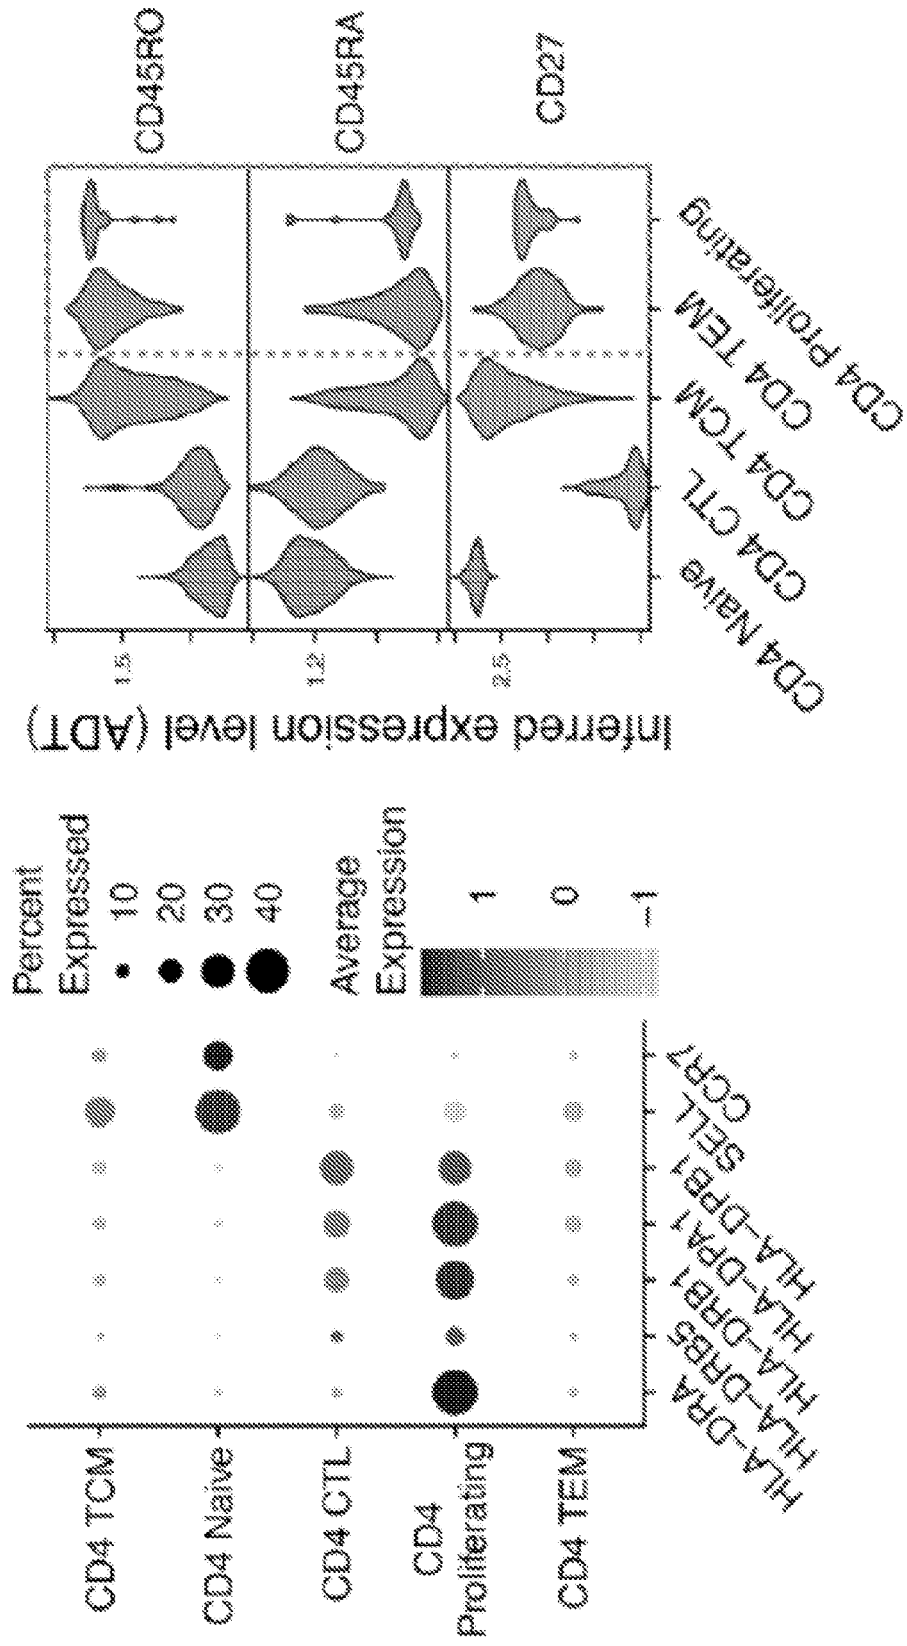 CD4 TCM
CD4 Naive
CD4 CTL
CD4
Proliferating
CD4 TEM
HLA-DRA
HLA-DRB5
HLA-DRB1
HLA-DPA1
HLA-DPB1
SELL
CCR7
Percent
Expressed
10
20
30
40
Average
Expression
1
0
-1
Inferred expression level (ADT)
1.5
1.2
2.5
CD45RO
CD45RA
CD27
CD4 Naive
CD4 CTL
CD4 TCM
CD4 TEM
CD4 Proliferating